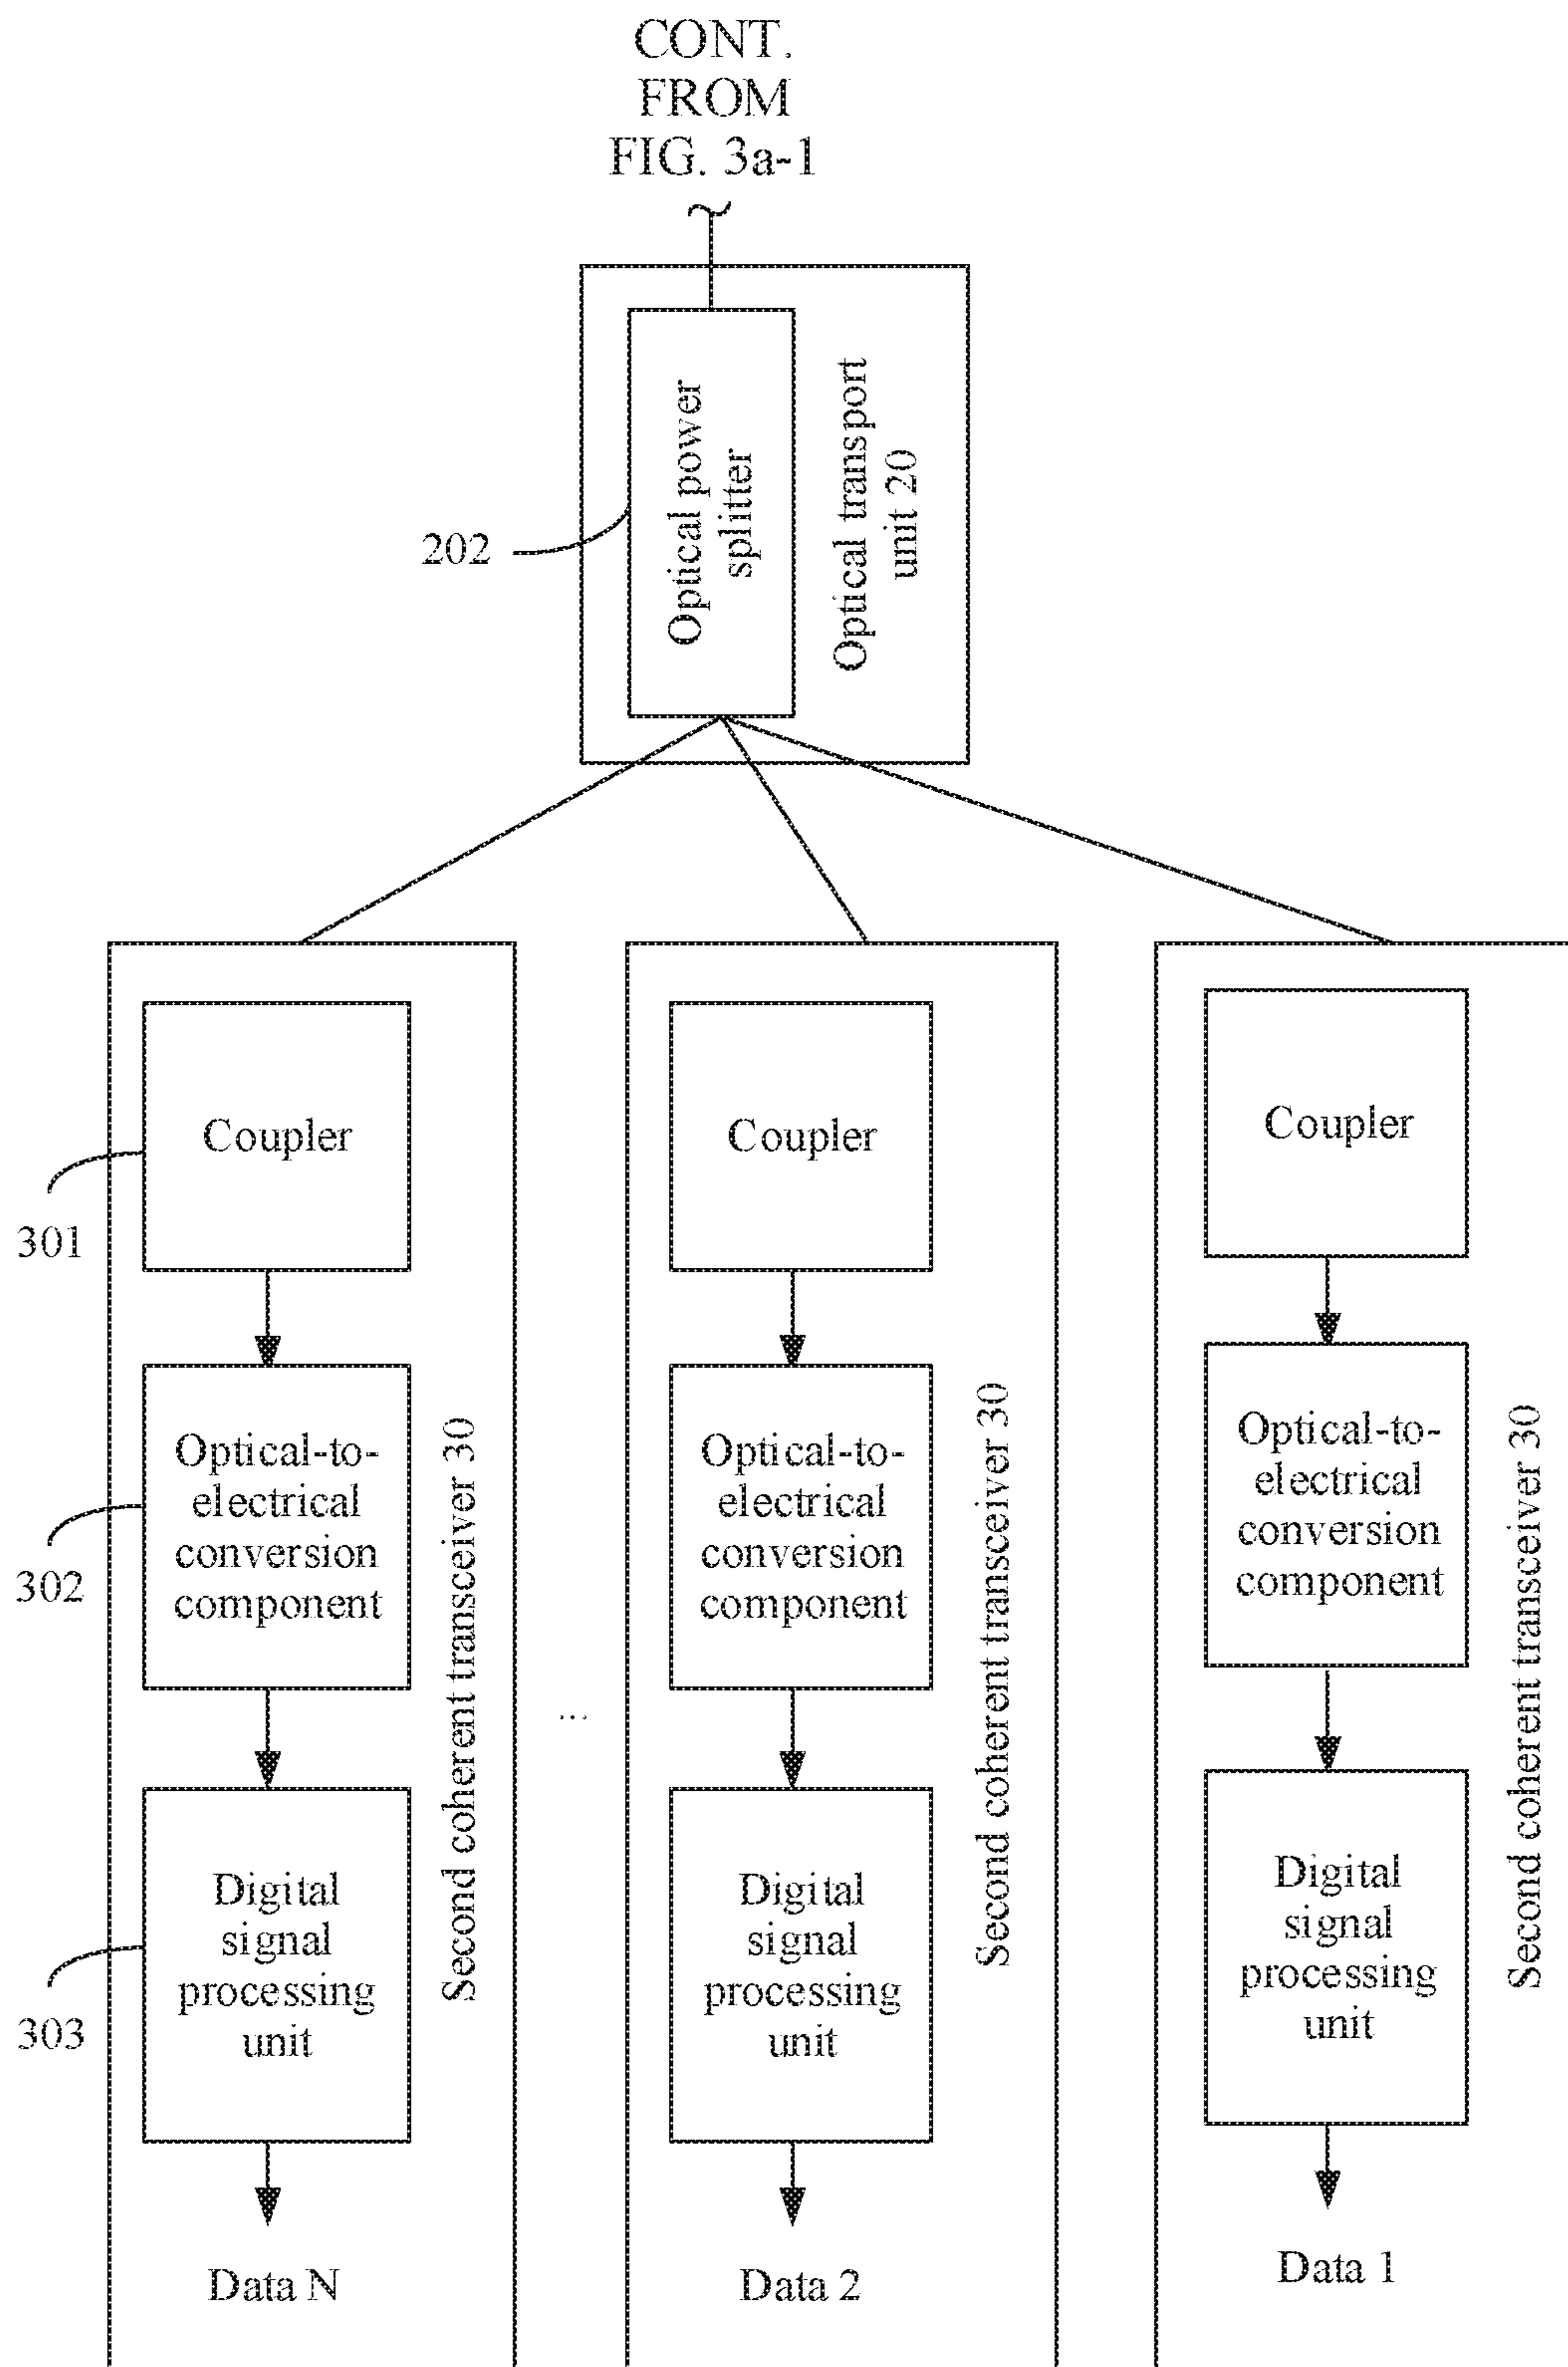 CONT.
FROM
FIG. 3a-1
Optical power
splitter
Optical transport
unit 20
202
Coupler
301
Optical-to-
electrical
conversion
component
302
Digital
signal
processing
unit
303
Second coherent transceiver 30
Data N
...
Coupler
Optical-to-
electrical
conversion
component
Digital
signal
processing
unit
Second coherent transceiver 30
Data 2
Coupler
Optical-to-
electrical
conversion
component
Digital
signal
processing
unit
Second coherent transceiver 30
Data 1